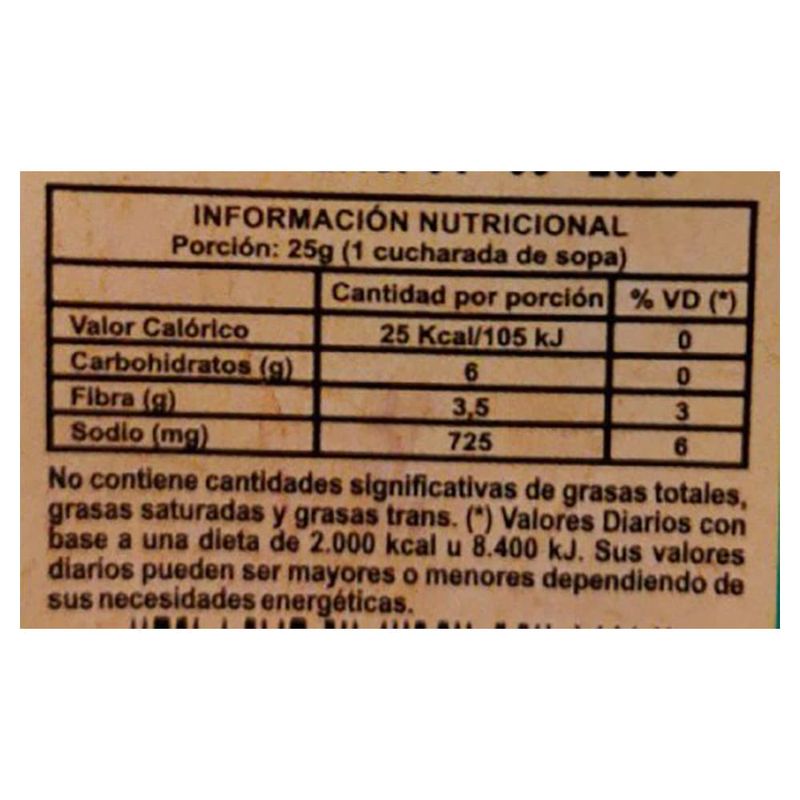 INFORMACIÓN NUTRICIONAL
Porción: 25g (1 cucharada de sopa)
Cantidad por porción % VD (*)
Valor Calórico 25 Kcal/105 kJ 0
Carbohidratos (g) 6 0
Fibra (g) 3,5 3
Sodio (mg) 725 6
No contiene cantidades significativas de grasas totales,
grasas saturadas y grasas trans. (*) Valores Diarios con
base a una dieta de 2.000 kcal u 8.400 kJ. Sus valores
diarios pueden ser mayores o menores dependiendo de
sus necesidades energéticas.